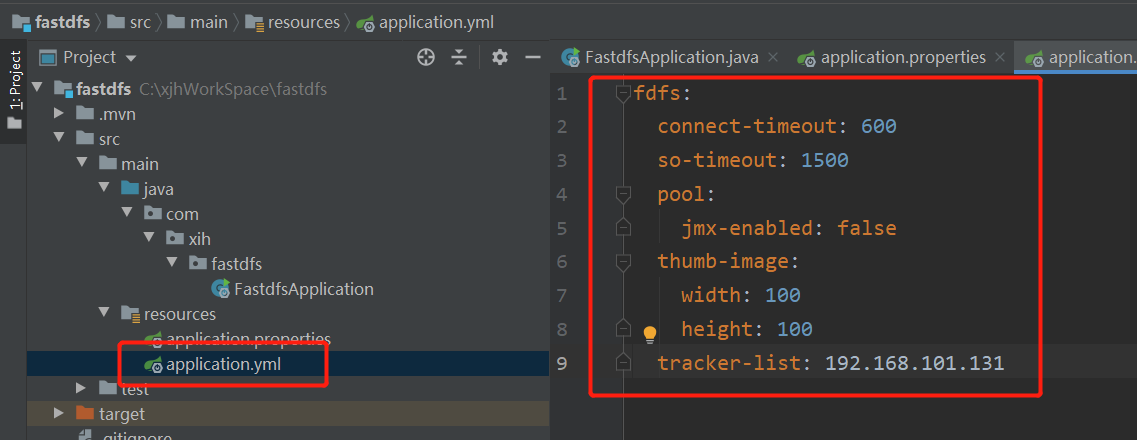 fastdfs src main resources application.yml
1: Project
Project
fastdfs C:\xjhWorkSpace\fastdfs
.mvn
src
main
java
com
xih
fastdfs
FastdfsApplication
resources
application.properties
application.yml
test
target
.gitignore
FastdfsApplication.java
application.properties
application.
1 fdfs:
2 connect-timeout: 600
3 so-timeout: 1500
4 pool:
5 jmx-enabled: false
6 thumb-image:
7 width: 100
8 height: 100
9 tracker-list: 192.168.101.131